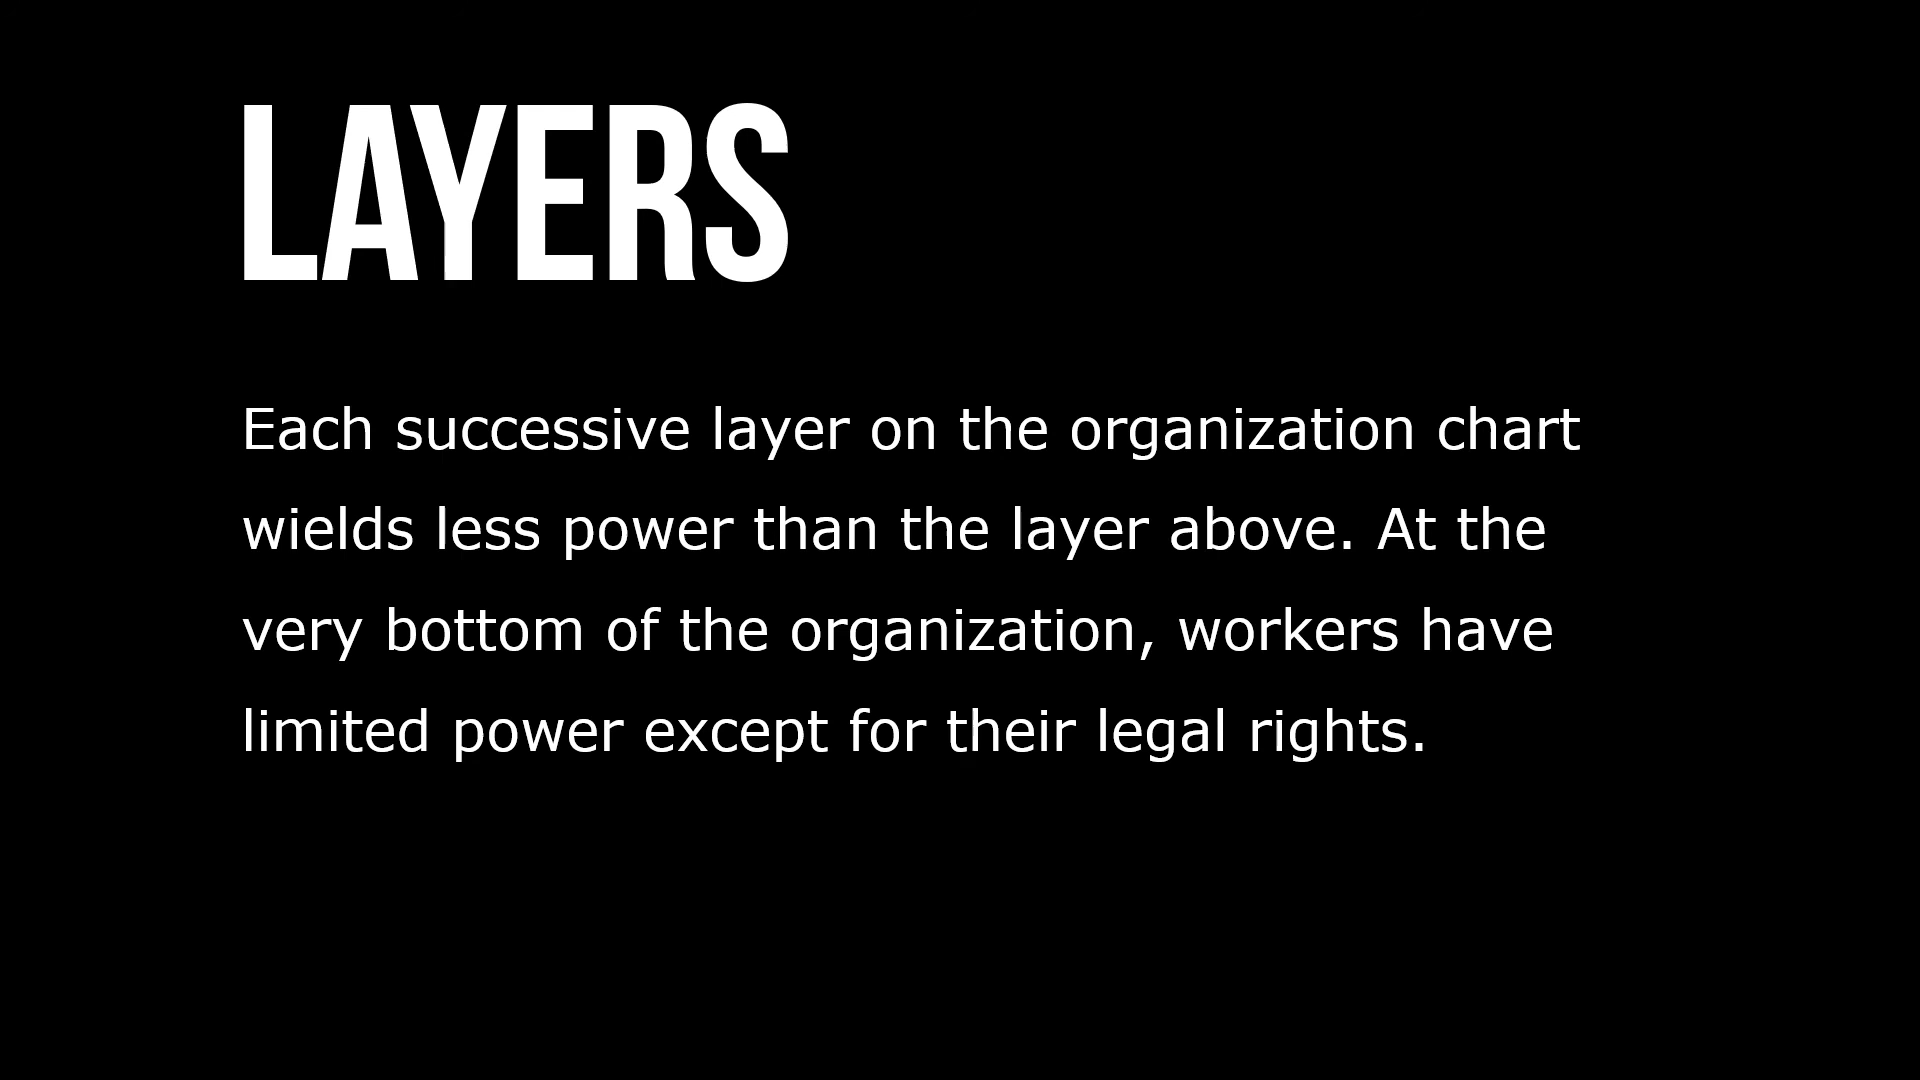 LAYERS
Each successive layer on the organization chart
wields less power than the layer above. At the
very bottom of the organization, workers have
limited power except for their legal rights.